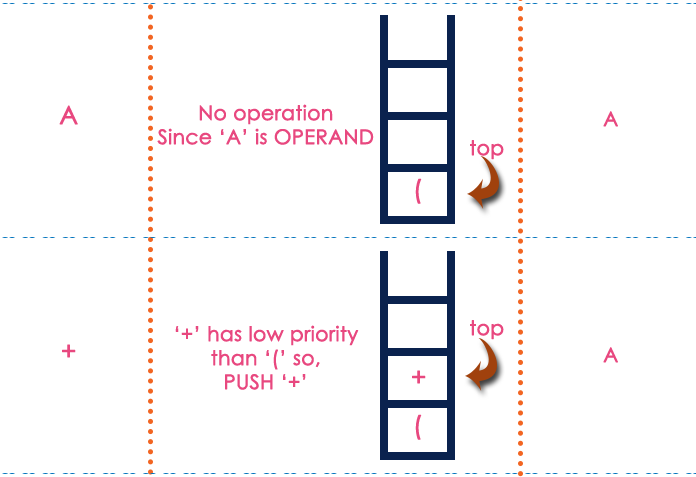 A
No operation
Since ‘A’ is OPERAND
top
(
A
+
‘+’ has low priority
than ‘(’ so,
PUSH ‘+’
top
+
(
A